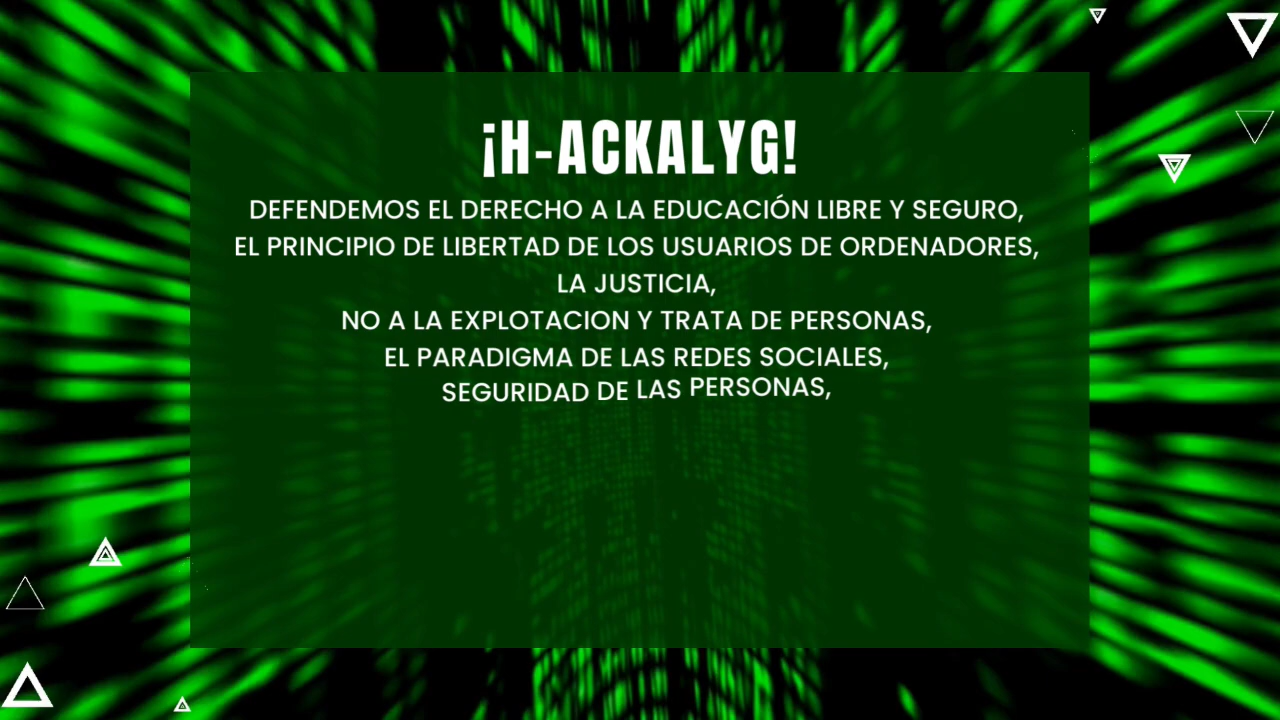 ¡H-ACKALYG!
DEFENDEMOS EL DERECHO A LA EDUCACIÓN LIBRE Y SEGURO,
EL PRINCIPIO DE LIBERTAD DE LOS USUARIOS DE ORDENADORES,
LA JUSTICIA,
NO A LA EXPLOTACION Y TRATA DE PERSONAS,
EL PARADIGMA DE LAS REDES SOCIALES,
SEGURIDAD DE LAS PERSONAS,